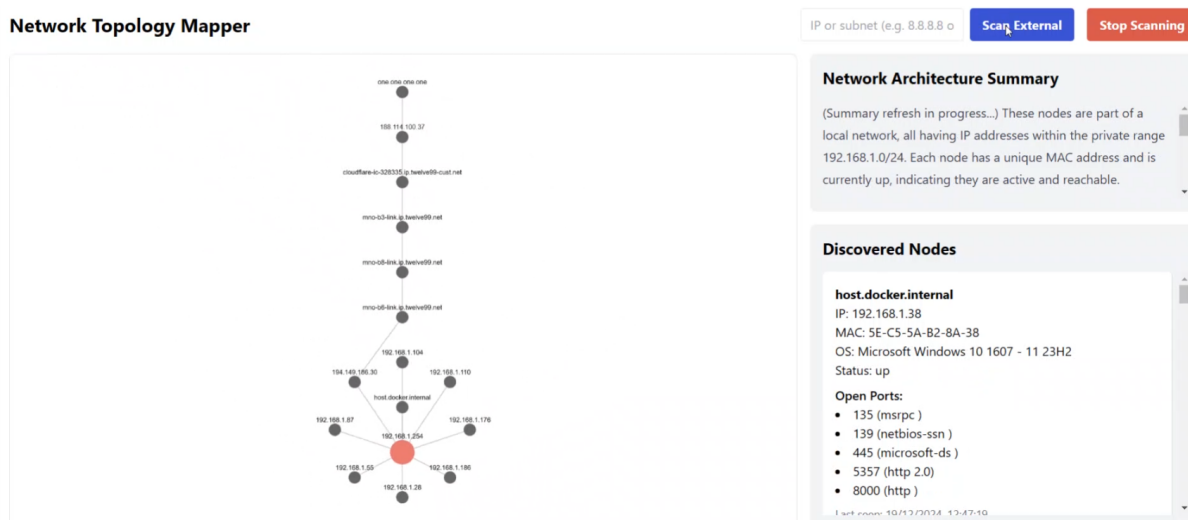 Network Topology Mapper
IP or subnet (e.g. 8.8.8.8 o
Scan External
Stop Scanning
one.one.one.one
188.114.100.37
cloudflare-ic-328335.ip.twelve99-cust.net
mno-b3-link.ip.twelve99.net
mno-b8-link.ip.twelve99.net
mno-b6-link.ip.twelve99.net
192.168.1.104
194.149.186.30
192.168.1.110
host.docker.internal
192.168.1.87
192.168.1.176
192.168.1.254
192.168.1.55
192.168.1.186
192.168.1.28
Network Architecture Summary
(Summary refresh in progress...) These nodes are part of a
local network, all having IP addresses within the private range
192.168.1.0/24. Each node has a unique MAC address and is
currently up, indicating they are active and reachable.
Discovered Nodes
host.docker.internal
IP: 192.168.1.38
MAC: 5E-C5-5A-B2-8A-38
OS: Microsoft Windows 10 1607 - 11 23H2
Status: up
Open Ports:
• 135 (msrpc )
• 139 (netbios-ssn )
• 445 (microsoft-ds )
• 5357 (http 2.0)
• 8000 (http )
Last seen: 19/12/2024, 12:47:19